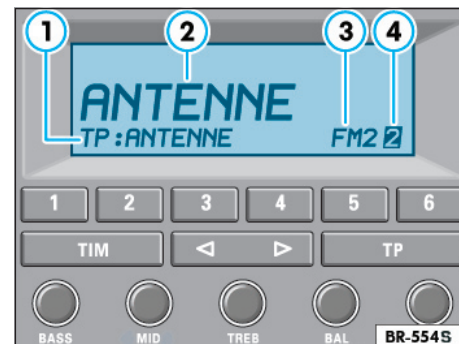 1 2 3 4
ANTENNE
TP:ANTENNE FM2 2
1 2 3 4 5 6
TIM TP
BASS MID TREB BAL
BR-554S